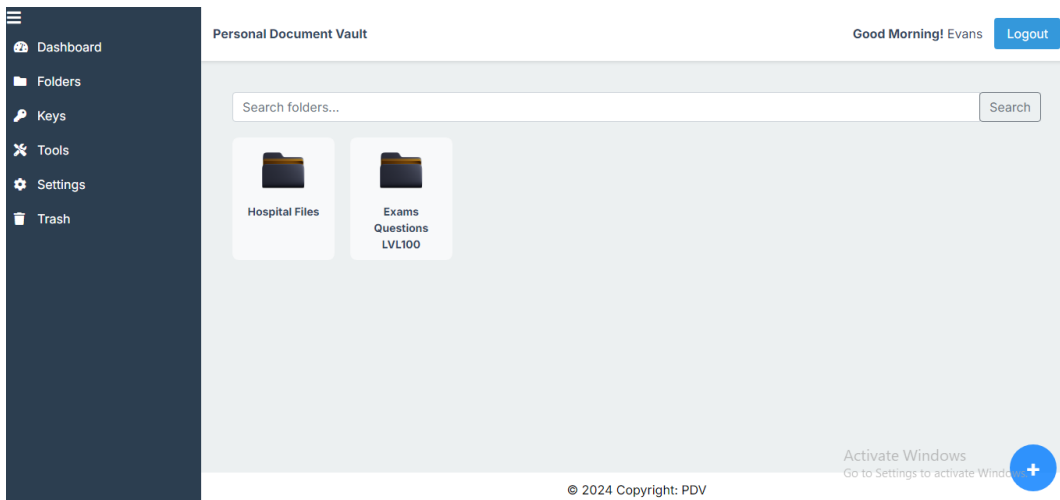 Personal Document Vault
Good Morning! Evans
Logout
Dashboard
Folders
Keys
Tools
Settings
Trash
Search folders...
Search
Hospital Files
Exams
Questions
LVL100
Activate Windows
Go to Settings to activate Windows.
+
© 2024 Copyright: PDV